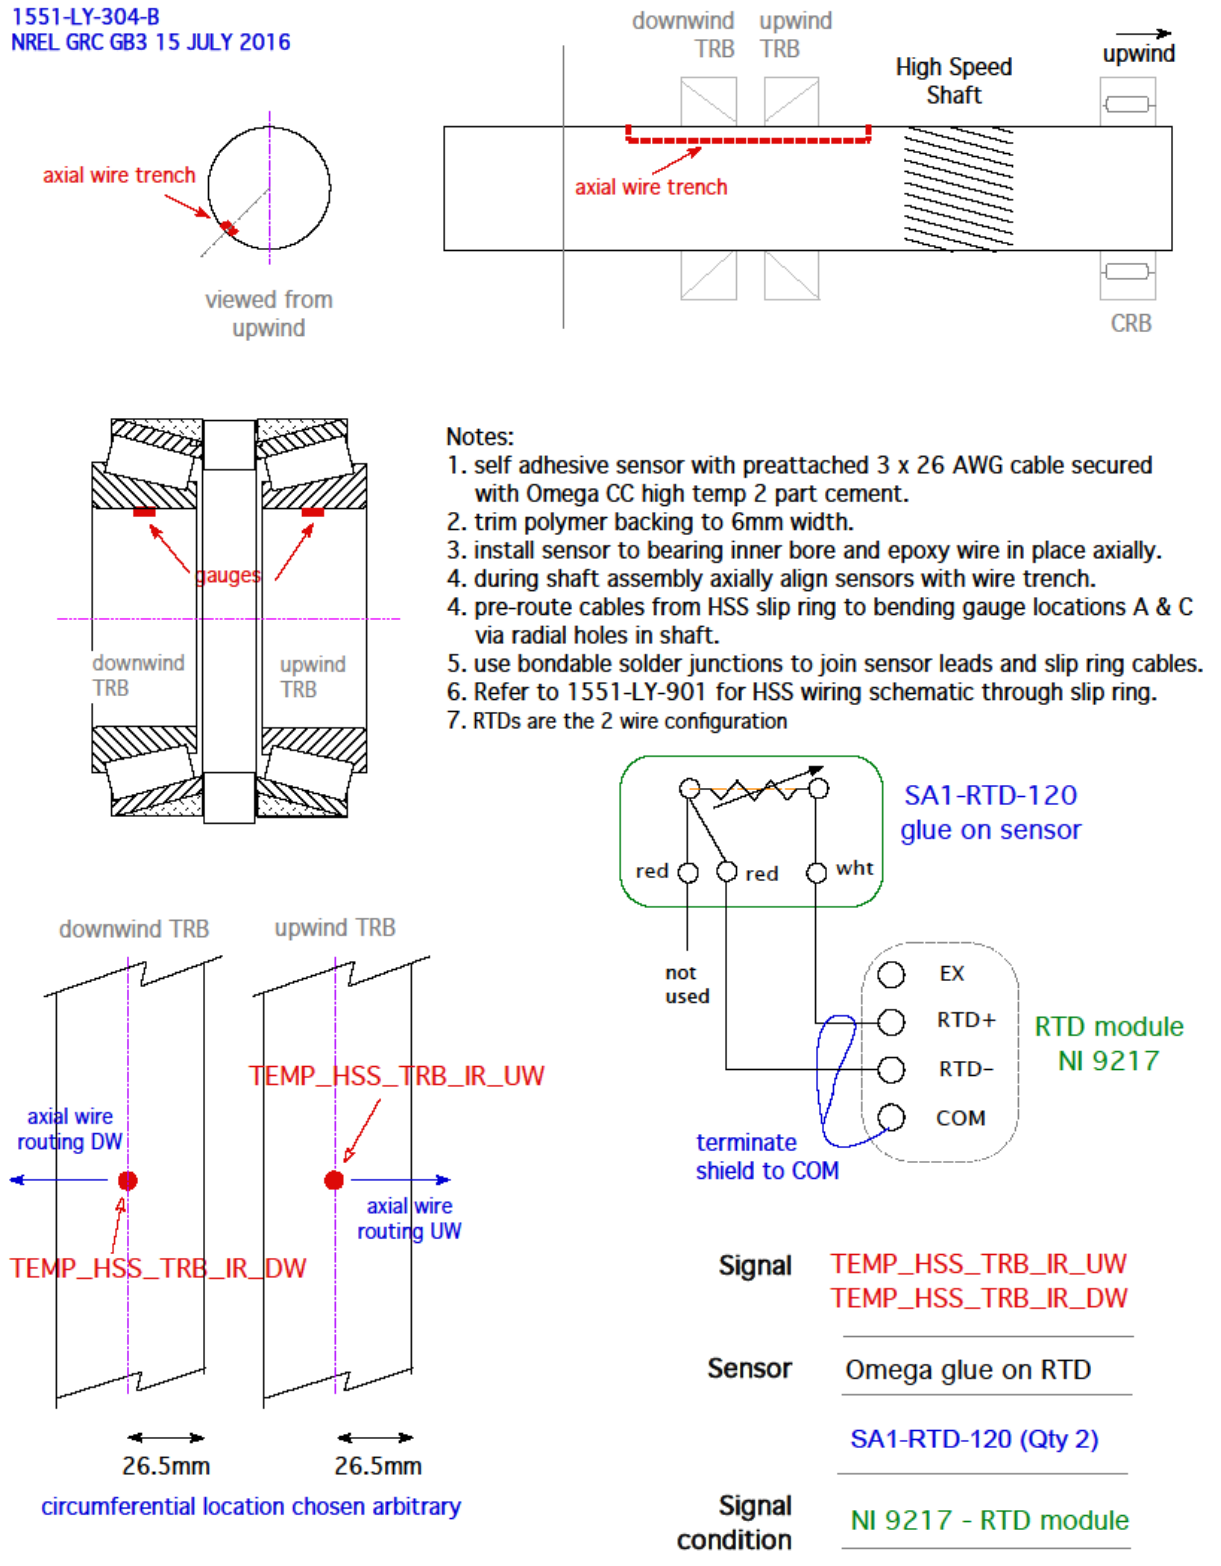 1551-LY-304-B
NREL GRC GB3 15 JULY 2016
downwind
TRB
upwind
TRB
upwind
High Speed
Shaft
axial wire trench
axial wire trench
viewed from
upwind
CRB
gauges
downwind
TRB
upwind
TRB
Notes:
1. self adhesive sensor with preattached 3 x 26 AWG cable secured
with Omega CC high temp 2 part cement.
2. trim polymer backing to 6mm width.
3. install sensor to bearing inner bore and epoxy wire in place axially.
4. during shaft assembly axially align sensors with wire trench.
4. pre-route cables from HSS slip ring to bending gauge locations A & C
via radial holes in shaft.
5. use bondable solder junctions to join sensor leads and slip ring cables.
6. Refer to 1551-LY-901 for HSS wiring schematic through slip ring.
7. RTDs are the 2 wire configuration
SA1-RTD-120
glue on sensor
red
red
wht
not
used
EX
RTD+
RTD-
COM
RTD module
NI 9217
terminate
shield to COM
downwind TRB
upwind TRB
TEMP_HSS_TRB_IR_UW
axial wire
routing DW
axial wire
routing UW
TEMP_HSS_TRB_IR_DW
26.5mm
26.5mm
circumferential location chosen arbitrary
Signal
TEMP_HSS_TRB_IR_UW
TEMP_HSS_TRB_IR_DW
Sensor
Omega glue on RTD
SA1-RTD-120 (Qty 2)
Signal
condition
NI 9217 - RTD module